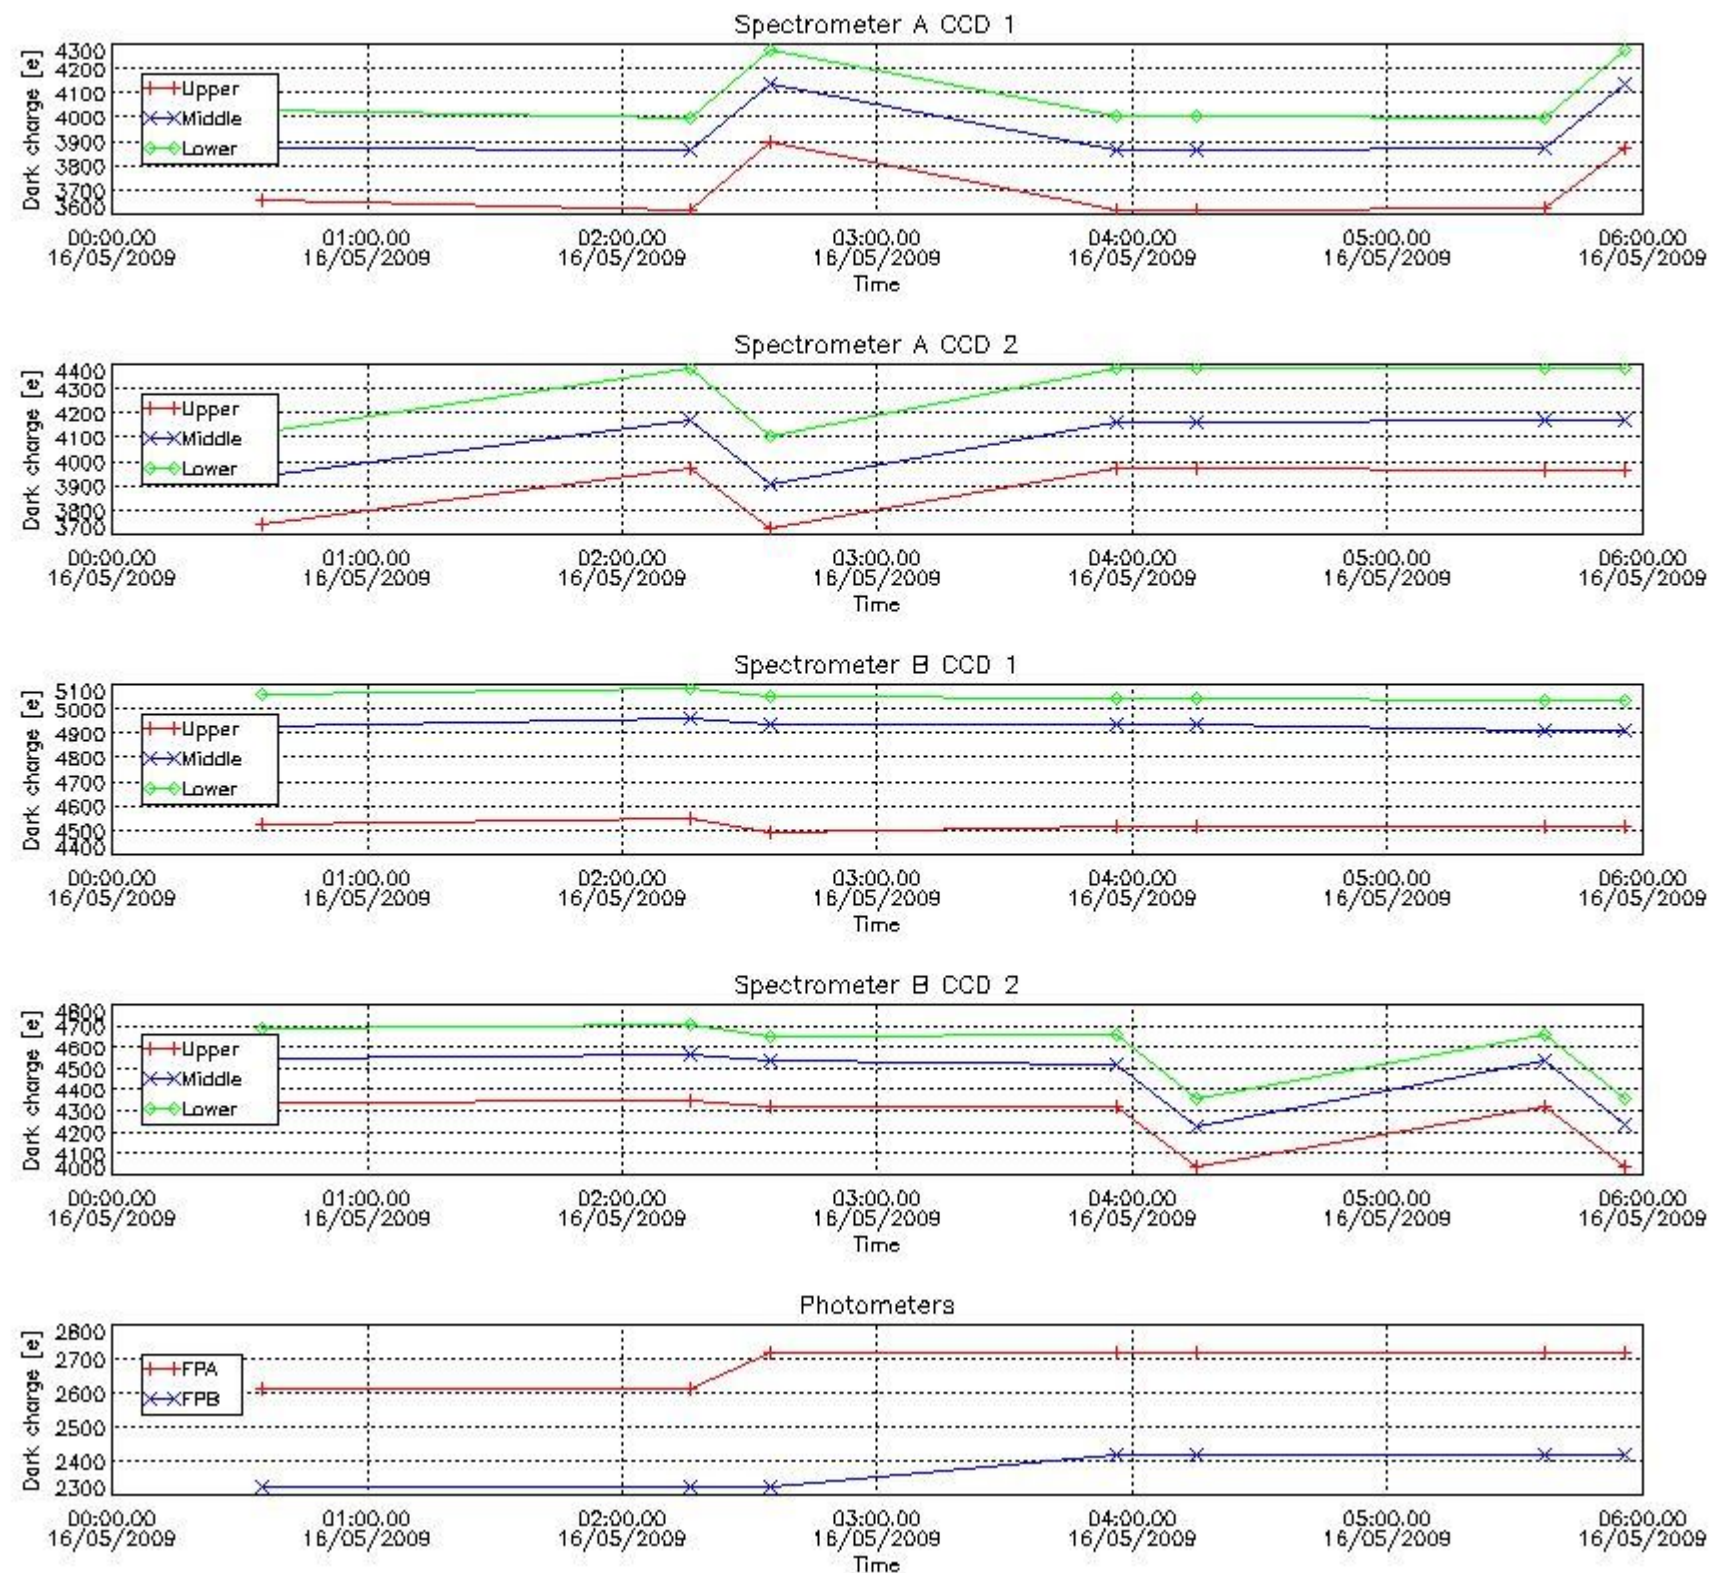 Spectrometer A CCD 1
Dark charge [e]
4300
4200
4100
4000
3900
3800
3700
3600
Upper
Middle
Lower
00:00.00 01:00.00 02:00.00 03:00.00 04:00.00 05:00.00 06:00.00
16/05/2009 16/05/2009 16/05/2009 16/05/2009 16/05/2009 16/05/2009 16/05/2009
Time
Spectrometer A CCD 2
Dark charge [e]
4400
4300
4200
4100
4000
3900
3800
3700
Upper
Middle
Lower
00:00.00 01:00.00 02:00.00 03:00.00 04:00.00 05:00.00 06:00.00
16/05/2009 16/05/2009 16/05/2009 16/05/2009 16/05/2009 16/05/2009 16/05/2009
Time
Spectrometer B CCD 1
Dark charge [e]
5100
5000
4900
4800
4700
4600
4500
4400
Upper
Middle
Lower
00:00.00 01:00.00 02:00.00 03:00.00 04:00.00 05:00.00 06:00.00
16/05/2009 16/05/2009 16/05/2009 16/05/2009 16/05/2009 16/05/2009 16/05/2009
Time
Spectrometer B CCD 2
Dark charge [e]
4800
4700
4600
4500
4400
4300
4200
4100
4000
Upper
Middle
Lower
00:00.00 01:00.00 02:00.00 03:00.00 04:00.00 05:00.00 06:00.00
16/05/2009 16/05/2009 16/05/2009 16/05/2009 16/05/2009 16/05/2009 16/05/2009
Time
Photometers
Dark charge [e]
2800
2700
2600
2500
2400
2300
FPA
FPB
00:00.00 01:00.00 02:00.00 03:00.00 04:00.00 05:00.00 06:00.00
16/05/2009 16/05/2009 16/05/2009 16/05/2009 16/05/2009 16/05/2009 16/05/2009
Time